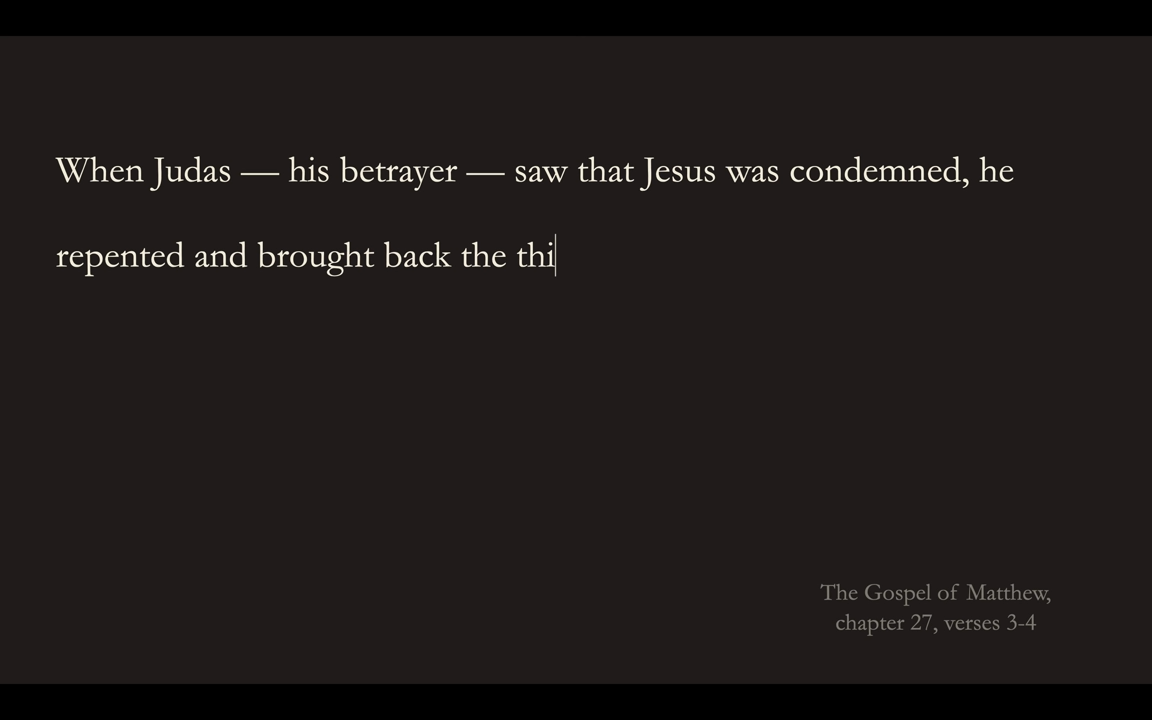 When Judas — his betrayer — saw that Jesus was condemned, he
repented and brought back the thi
The Gospel of Matthew,
chapter 27, verses 3-4